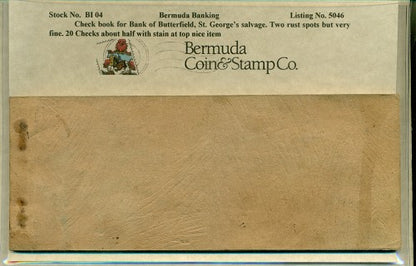 Stock No. BI 04 Bermuda Banking Listing No. 5046
Check book for Bank of Butterfield, St. George's salvage. Two rust spots but very
fine. 20 Checks about half with stain at top nice item
Bermuda
Coin&Stamp Co.